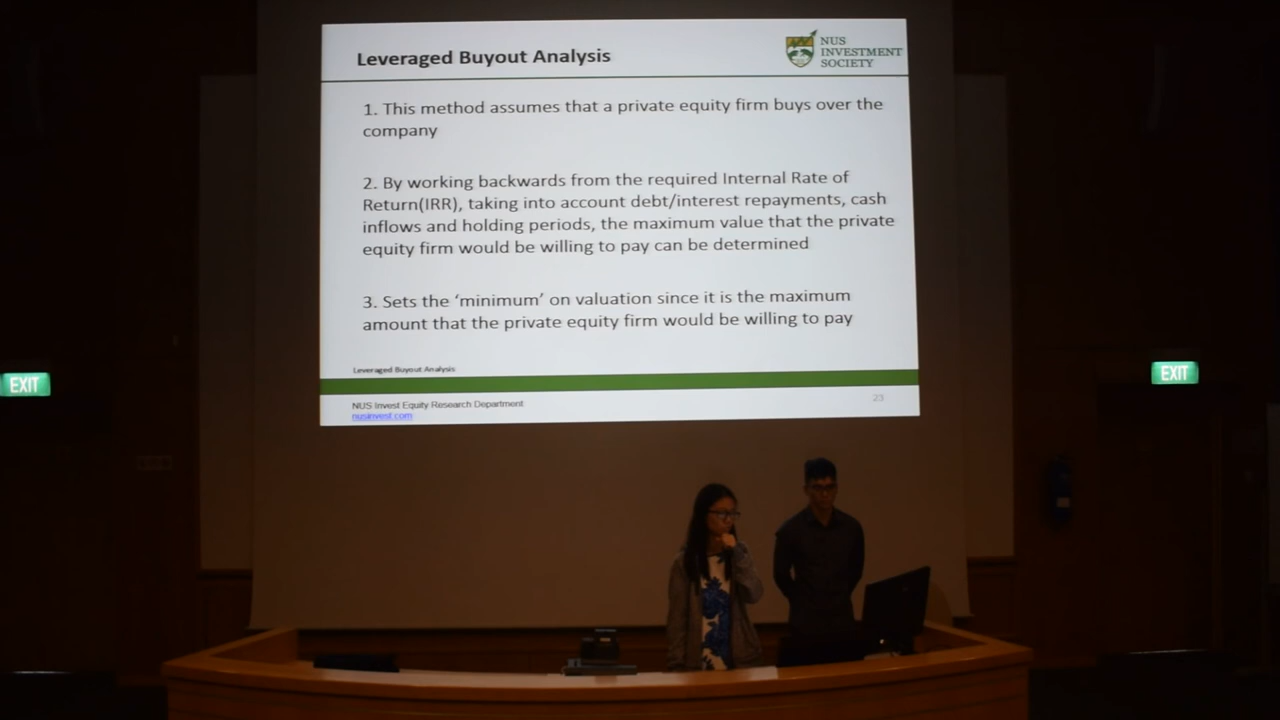 Leveraged Buyout Analysis
NUS
INVESTMENT
SOCIETY
1. This method assumes that a private equity firm buys over the
company
2. By working backwards from the required Internal Rate of
Return(IRR), taking into account debt/interest repayments, cash
inflows and holding periods, the maximum value that the private
equity firm would be willing to pay can be determined
3. Sets the ‘minimum’ on valuation since it is the maximum
amount that the private equity firm would be willing to pay
Leveraged Buyout Analysis
NUS Invest Equity Research Department
nusinvest.com
23
EXIT
EXIT